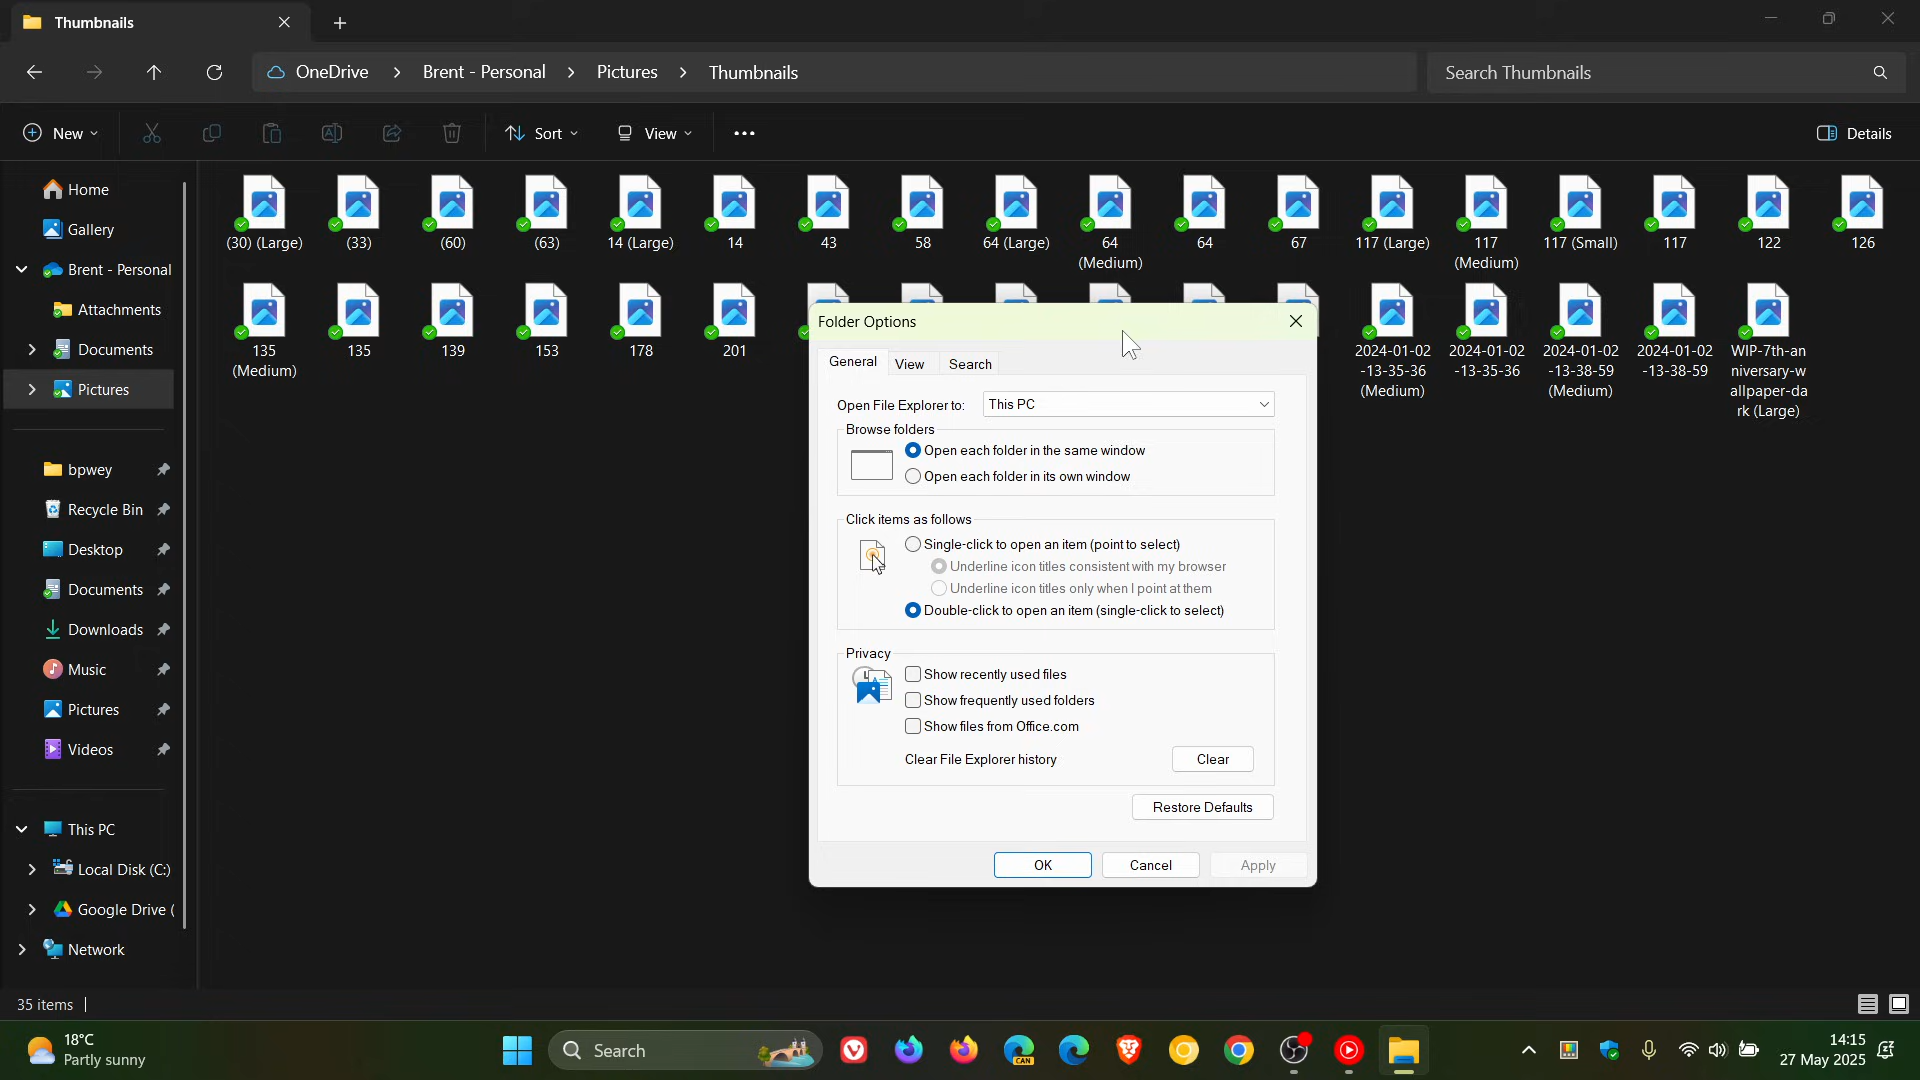 Thumbnails
OneDrive > Brent - Personal > Pictures > Thumbnails
Search Thumbnails
New
Sort
View
Details
Home
Gallery
Brent - Personal
Attachments
Documents
Pictures
bpwey
Recycle Bin
Desktop
Documents
Downloads
Music
Pictures
Videos
This PC
Local Disk (C:)
Google Drive (
Network
(30) (Large)
(33)
(60)
(63)
14 (Large)
14
43
58
64 (Large)
64
(Medium)
64
67
117 (Large)
117
(Medium)
117 (Small)
117
122
126
135
(Medium)
135
139
153
178
201
2024-01-02
-13-35-36
(Medium)
2024-01-02
-13-35-36
2024-01-02
-13-38-59
(Medium)
2024-01-02
-13-38-59
WIP-7th-an
niversary-w
allpaper-da
rk (Large)
Folder Options
General
View
Search
Open File Explorer to:
This PC
Browse folders
Open each folder in the same window
Open each folder in its own window
Click items as follows
Single-click to open an item (point to select)
Underline icon titles consistent with my browser
Underline icon titles only when I point at them
Double-click to open an item (single-click to select)
Privacy
Show recently used files
Show frequently used folders
Show files from Office.com
Clear File Explorer history
Clear
Restore Defaults
OK
Cancel
Apply
35 items
18°C
Partly sunny
Search
CAN
14:15
27 May 2025